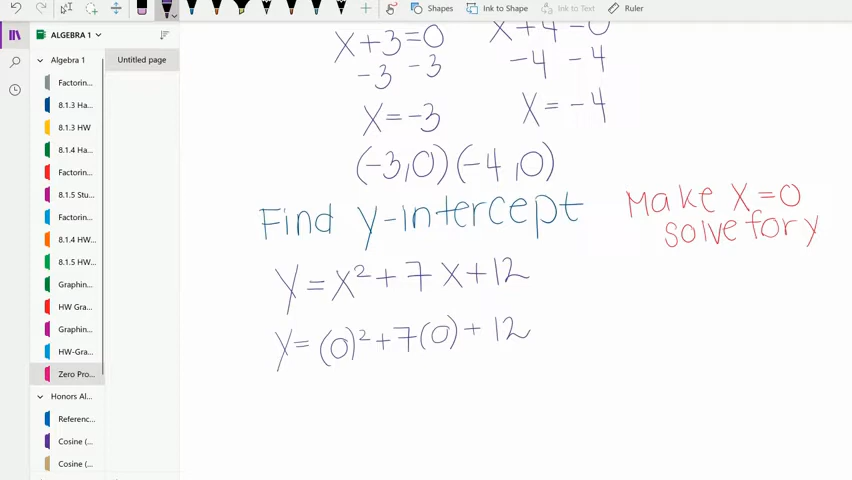 Shapes Ink to Shape Ink to Text Ruler
ALGEBRA 1
Algebra 1
Untitled page
Factorin...
8.1.3 Ha...
8.1.3 HW
8.1.4 Ha...
Factorin...
8.1.5 Stu...
Factorin...
8.1.4 HW...
8.1.5 HW...
Graphin...
HW Gra...
Graphin...
HW-Gra...
Zero Pro...
Honors Al...
Referenc...
Cosine (...
Cosine (...
x+3=0 x+4=0
-3 -3 -4 -4
x=-3 x=-4
(-3,0) (-4,0)
Find y-intercept
Make x=0
solve for y
y=x²+7x+12
y=(0)²+7(0)+12